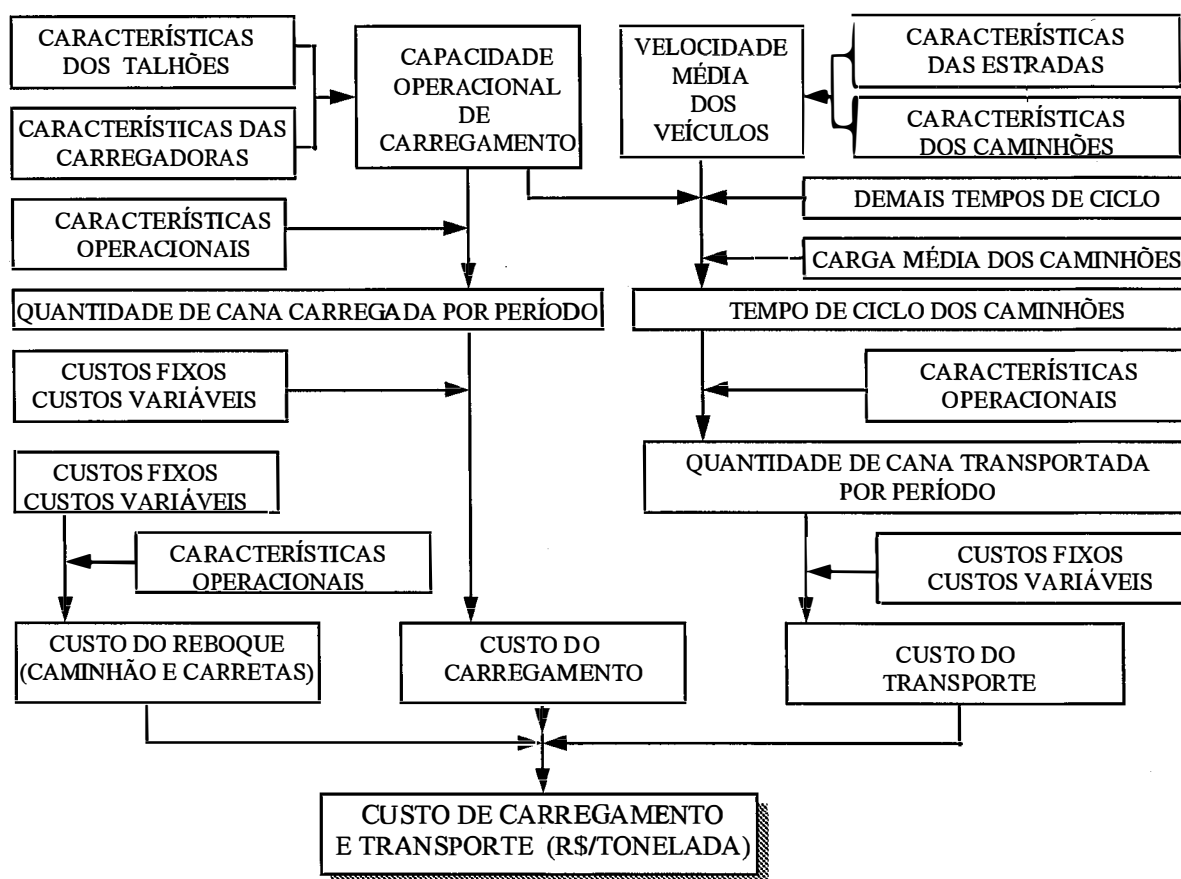 CARACTERÍSTICAS
DOS TALHÕES
CARACTERÍSTICAS DAS
CARREGADORAS
CAPACIDADE
OPERACIONAL
DE
CARREGAMENTO
VELOCIDADE
MÉDIA
DOS
VEÍCULOS
CARACTERÍSTICAS
DAS ESTRADAS
CARACTERÍSTICAS
DOS CAMINHÕES
DEMAIS TEMPOS DE CICLO
CARACTERÍSTICAS
OPERACIONAIS
CARGA MÉDIA DOS CAMINHÕES
QUANTIDADE DE CANA CARREGADA POR PERÍODO
TEMPO DE CICLO DOS CAMINHÕES
CUSTOS FIXOS
CUSTOS VARIÁVEIS
CARACTERÍSTICAS
OPERACIONAIS
CUSTOS FIXOS
CUSTOS VARIÁVEIS
QUANTIDADE DE CANA TRANSPORTADA
POR PERÍODO
CARACTERÍSTICAS
OPERACIONAIS
CUSTOS FIXOS
CUSTOS VARIÁVEIS
CUSTO DO REBOQUE
(CAMINHÃO E CARRETAS)
CUSTO DO
CARREGAMENTO
CUSTO DO
TRANSPORTE
CUSTO DE CARREGAMENTO
E TRANSPORTE (R$/TONELADA)